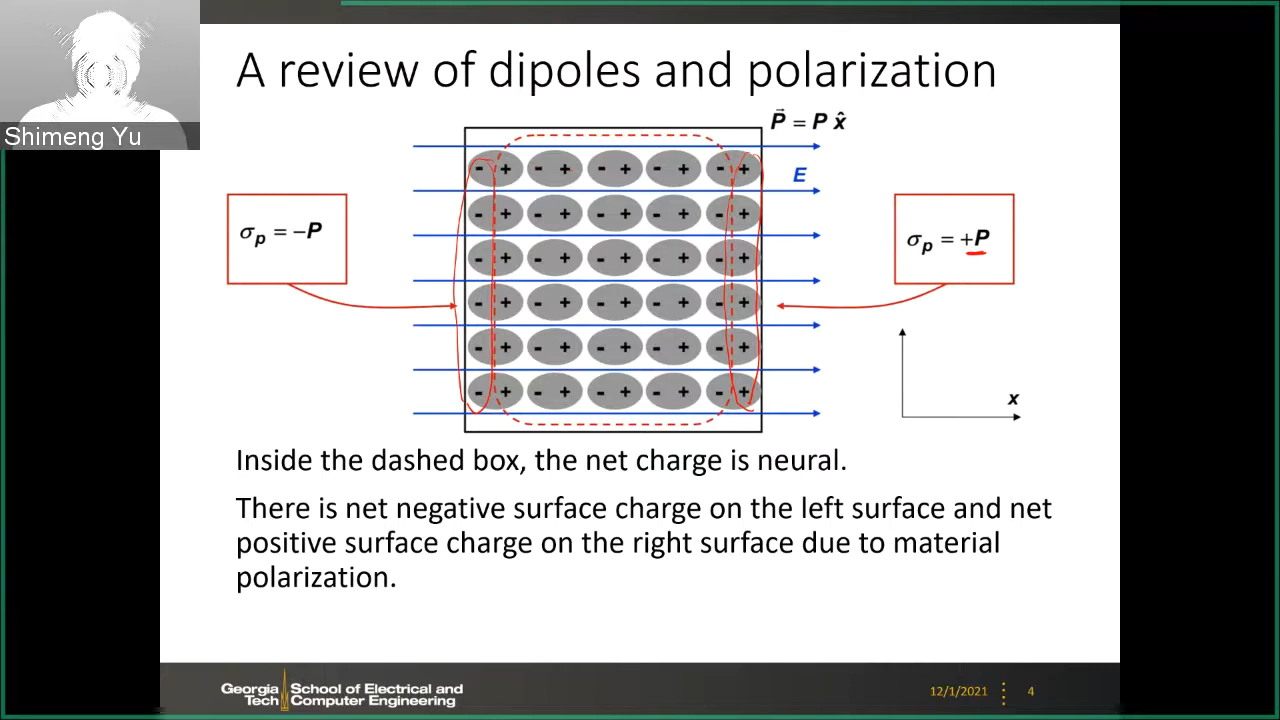 Shimeng Yu
A review of dipoles and polarization
P⃗ = P x̂
E
σp = −P
σp = +P
- + - + - + - + - +
- + - + - + - + - +
- + - + - + - + - +
- + - + - + - + - +
- + - + - + - + - +
- + - + - + - + - +
x
Inside the dashed box, the net charge is neural.
There is net negative surface charge on the left surface and net
positive surface charge on the right surface due to material
polarization.
Georgia Tech
School of Electrical and
Computer Engineering
12/1/2021
4